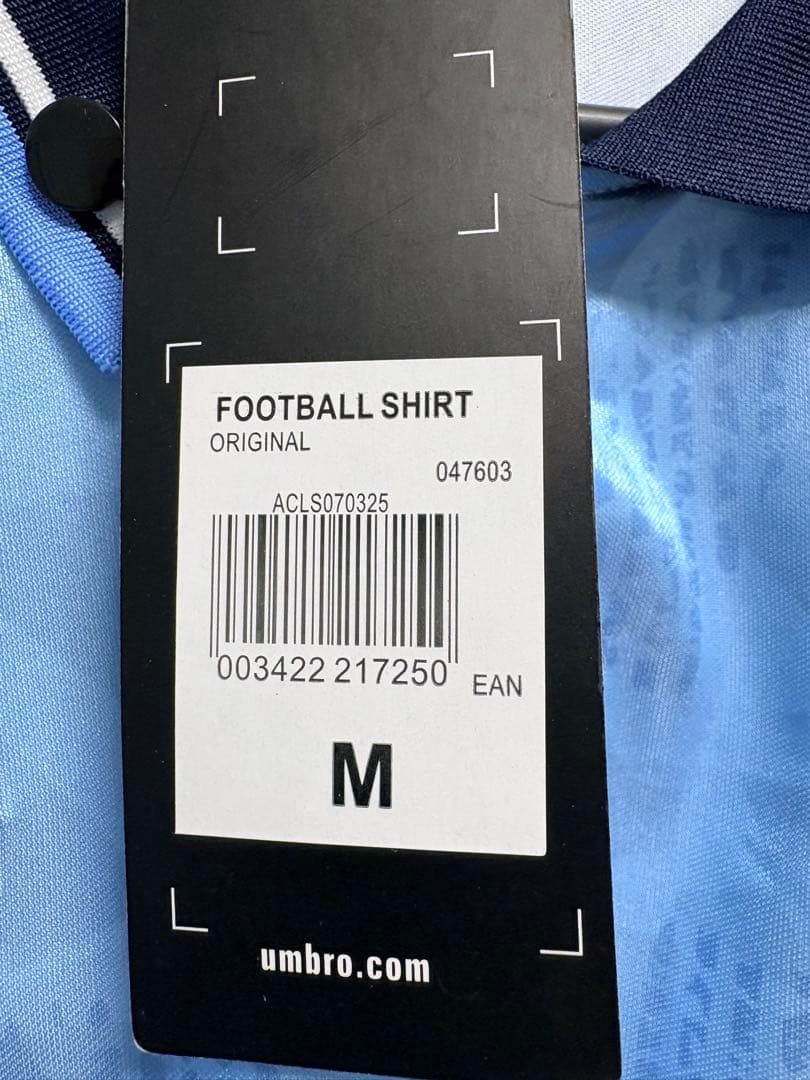 FOOTBALL SHIRT
ORIGINAL
047603
ACLS070325
003422 217250
EAN
M
umbro.com